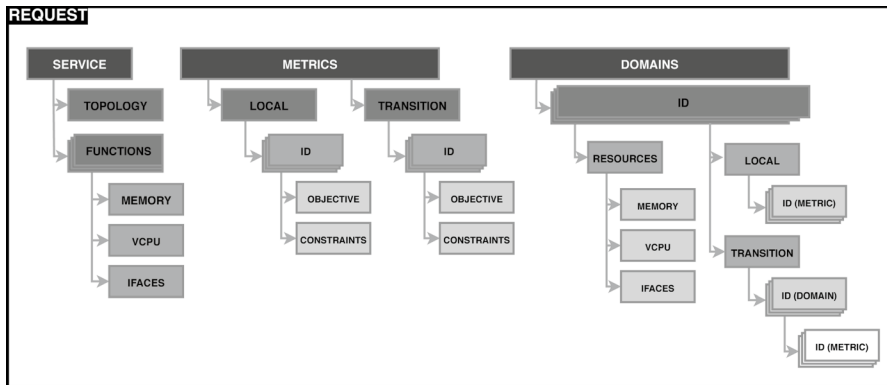 REQUEST
SERVICE
TOPOLOGY
FUNCTIONS
MEMORY
VCPU
IFACES
METRICS
LOCAL
ID
OBJECTIVE
CONSTRAINTS
TRANSITION
ID
OBJECTIVE
CONSTRAINTS
DOMAINS
ID
RESOURCES
MEMORY
VCPU
IFACES
LOCAL
ID (METRIC)
TRANSITION
ID (DOMAIN)
ID (METRIC)